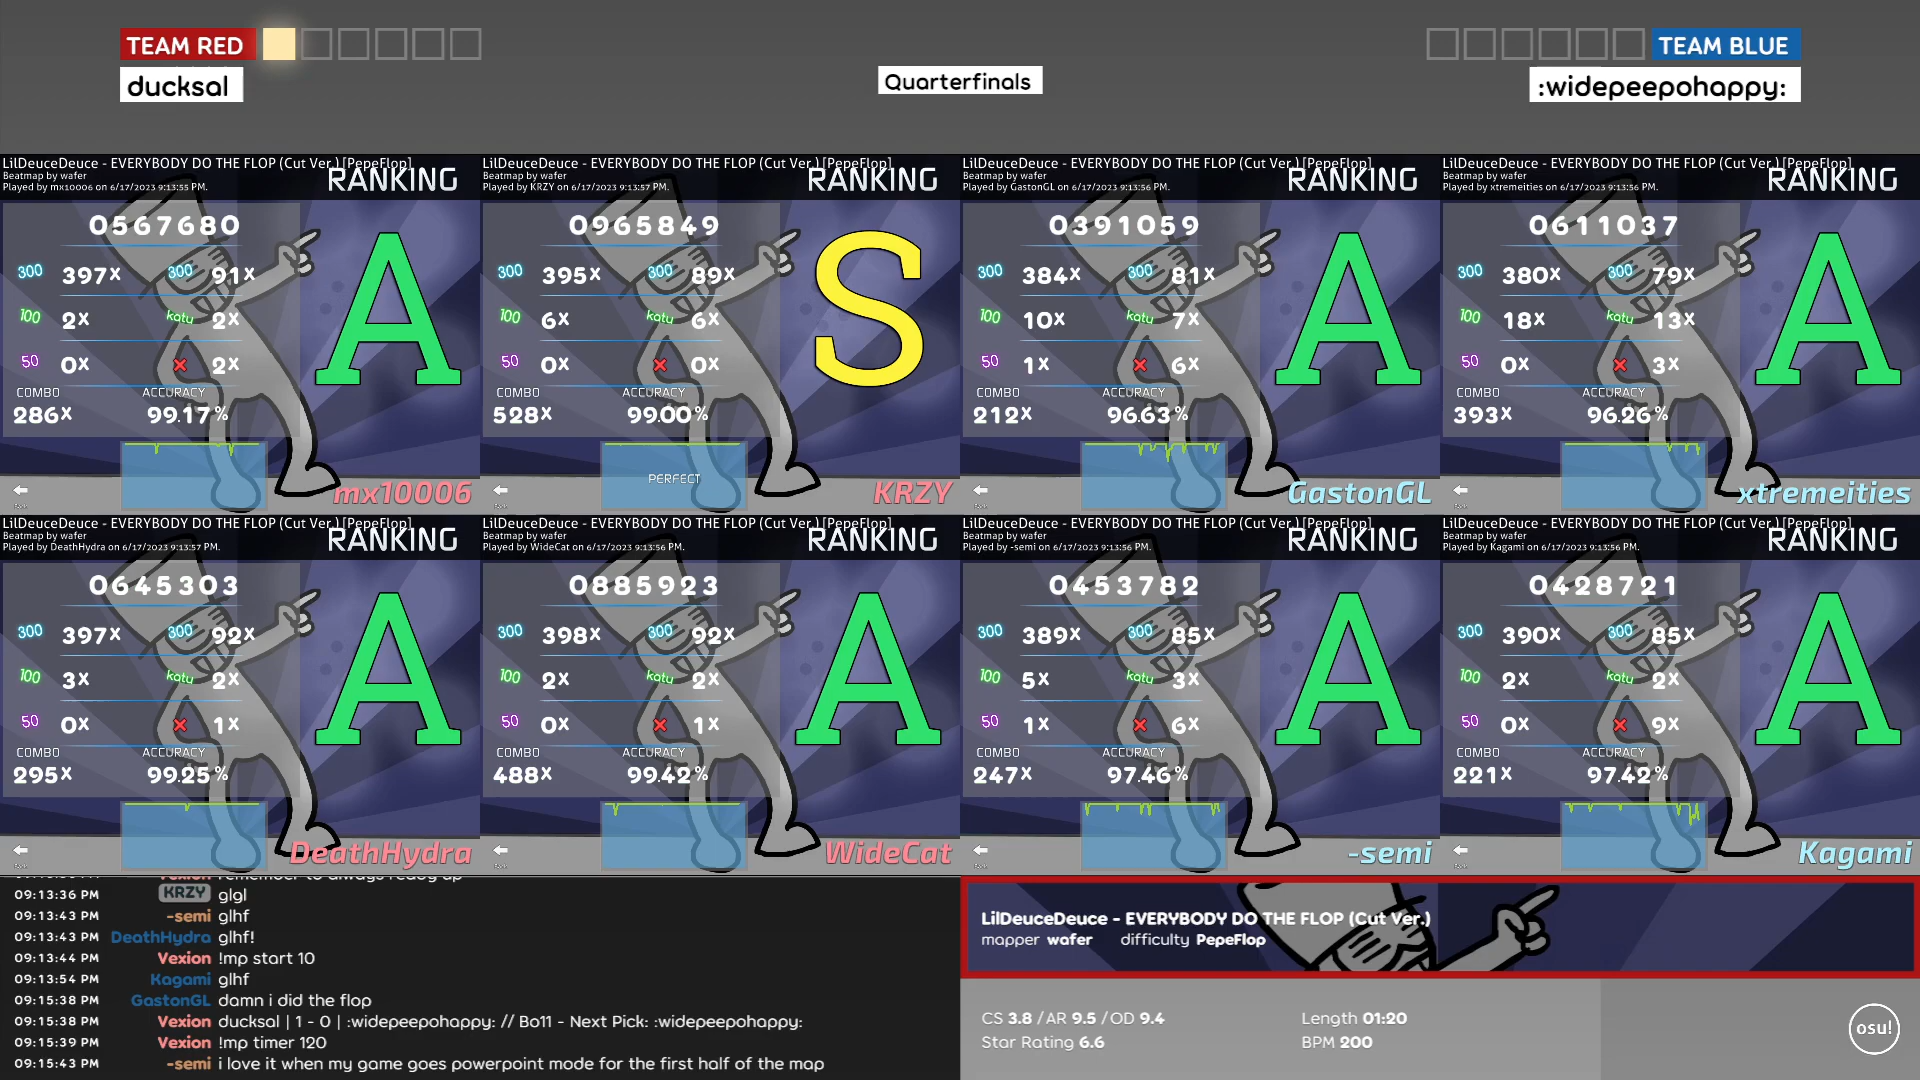 TEAM RED
ducksal
Quarterfinals
TEAM BLUE
:widepeepohappy:
LilDeuceDeuce - EVERYBODY DO THE FLOP (Cut Ver.) [PepeFlop]
Beatmap by wafer
Played by mx10006 on 6/17/2023 9:13:55 PM.
RANKING
0567680
300 397x 300 91x
100 2x katu 2x
50 0x 2x
COMBO ACCURACY
286x 99.17%
mx10006
A
LilDeuceDeuce - EVERYBODY DO THE FLOP (Cut Ver.) [PepeFlop]
Beatmap by wafer
Played by KRZY on 6/17/2023 9:13:57 PM.
RANKING
0965849
300 395x 300 89x
100 6x katu 6x
50 0x 0x
COMBO ACCURACY
528x 99.00%
PERFECT
KRZY
S
LilDeuceDeuce - EVERYBODY DO THE FLOP (Cut Ver.) [PepeFlop]
Beatmap by wafer
Played by GastonGL on 6/17/2023 9:13:56 PM.
RANKING
0391059
300 384x 300 81x
100 10x katu 7x
50 1x 6x
COMBO ACCURACY
212x 96.63%
GastonGL
A
LilDeuceDeuce - EVERYBODY DO THE FLOP (Cut Ver.) [PepeFlop]
Beatmap by wafer
Played by xtremeities on 6/17/2023 9:13:56 PM.
RANKING
0611037
300 380x 300 79x
100 18x katu 13x
50 0x 3x
COMBO ACCURACY
393x 96.26%
xtremeities
A
LilDeuceDeuce - EVERYBODY DO THE FLOP (Cut Ver.) [PepeFlop]
Beatmap by wafer
Played by DeathHydra on 6/17/2023 9:13:57 PM.
RANKING
0645303
300 397x 300 92x
100 3x katu 2x
50 0x 1x
COMBO ACCURACY
295x 99.25%
DeathHydra
A
LilDeuceDeuce - EVERYBODY DO THE FLOP (Cut Ver.) [PepeFlop]
Beatmap by wafer
Played by WideCat on 6/17/2023 9:13:56 PM.
RANKING
0885923
300 398x 300 92x
100 2x katu 2x
50 0x 1x
COMBO ACCURACY
488x 99.42%
WideCat
A
LilDeuceDeuce - EVERYBODY DO THE FLOP (Cut Ver.) [PepeFlop]
Beatmap by wafer
Played by -semi on 6/17/2023 9:13:56 PM.
RANKING
0453782
300 389x 300 85x
100 5x katu 3x
50 1x 6x
COMBO ACCURACY
247x 97.46%
-semi
A
LilDeuceDeuce - EVERYBODY DO THE FLOP (Cut Ver.) [PepeFlop]
Beatmap by wafer
Played by Kagami on 6/17/2023 9:13:56 PM.
RANKING
0428721
300 390x 300 85x
100 2x katu 2x
50 0x 9x
COMBO ACCURACY
221x 97.42%
Kagami
A
Vexion remember to always ready up
09:13:36 PM KRZY glgl
09:13:43 PM -semi glhf
09:13:43 PM DeathHydra glhf!
09:13:44 PM Vexion !mp start 10
09:13:54 PM Kagami glhf
09:15:38 PM GastonGL damn i did the flop
09:15:38 PM Vexion ducksal | 1 - 0 | :widepeepohappy: // Bo11 - Next Pick: :widepeepohappy:
09:15:39 PM Vexion !mp timer 120
09:15:43 PM -semi i love it when my game goes powerpoint mode for the first half of the map
LilDeuceDeuce - EVERYBODY DO THE FLOP (Cut Ver.)
mapper wafer difficulty PepeFlop
CS 3.8 / AR 9.5 / OD 9.4
Star Rating 6.6
Length 01:20
BPM 200
osu!